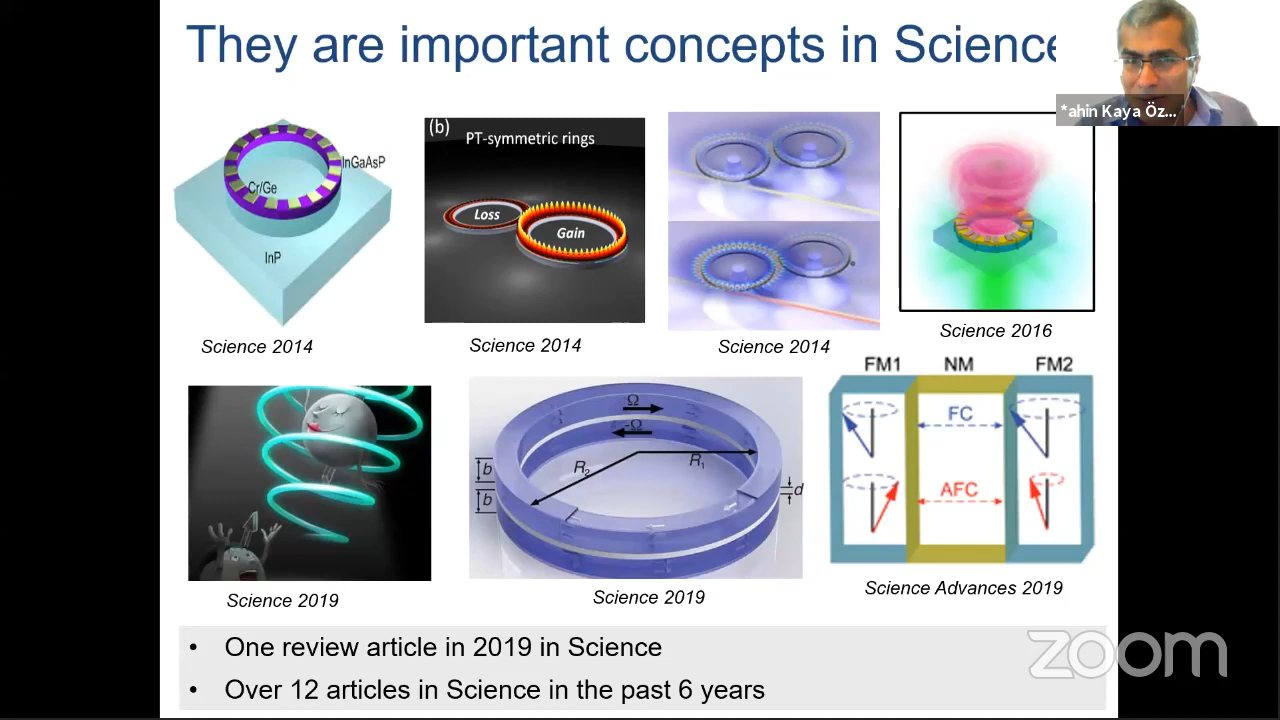 They are important concepts in Science
*ahin Kaya Öz...
(b)
PT-symmetric rings
InGaAsP
Cr/Ge
Loss
Gain
InP
Science 2014
Science 2014
Science 2014
Science 2016
FM1 NM FM2
FC
AFC
Ω
-Ω
R₂
R₁
b
b
d
Science 2019
Science 2019
Science Advances 2019
• One review article in 2019 in Science
• Over 12 articles in Science in the past 6 years
zoom